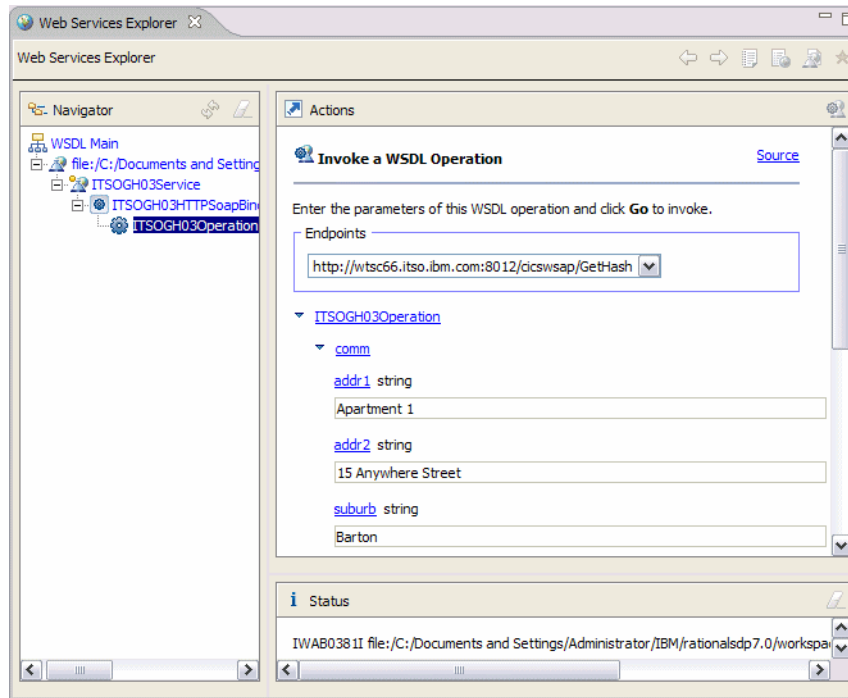 Web Services Explorer
Web Services Explorer
Navigator
WSDL Main
file:/C:/Documents and Setting
ITSOGH03Service
ITSOGH03HTTPSoapBin
ITSOGH03Operation
Actions
Invoke a WSDL Operation
Source
Enter the parameters of this WSDL operation and click Go to invoke.
Endpoints
http://wtsc66.itso.ibm.com:8012/cicswsap/GetHash
ITSOGH03Operation
comm
addr1 string
Apartment 1
addr2 string
15 Anywhere Street
suburb string
Barton
i Status
IWAB0381I file:/C:/Documents and Settings/Administrator/IBM/rationalsdp7.0/workspa